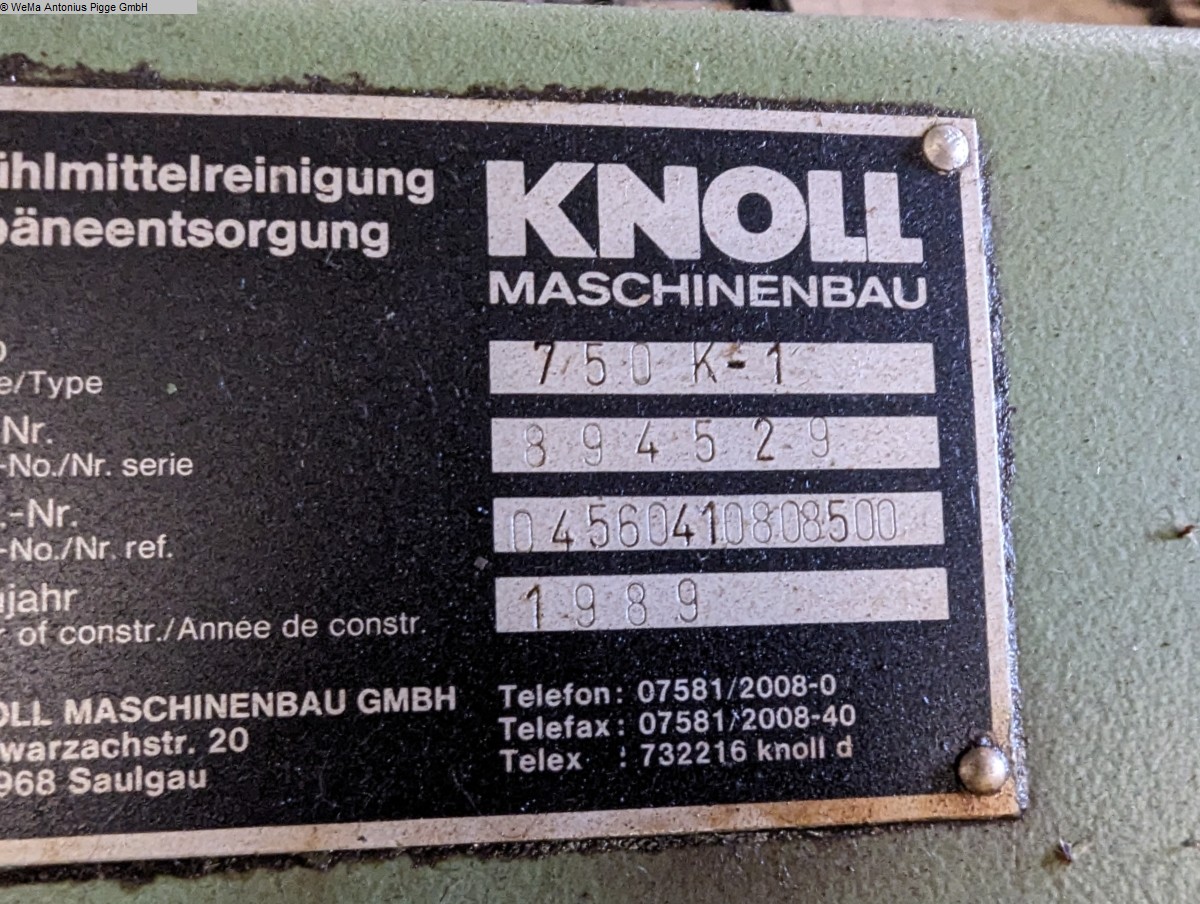 © WeMa Antonius Pigge GmbH
ühlmittelreinigung
päneentsorgung
KNOLL
MASCHINENBAU
e/Type
750 K-1
-Nr.
-No./Nr. serie
894529
.-Nr.
-No./Nr. ref.
04560410808500
jahr
r of constr./Année de constr.
1989
OLL MASCHINENBAU GMBH
warzachstr. 20
968 Saulgau
Telefon: 07581/2008-0
Telefax: 07581/2008-40
Telex : 732216 knoll d